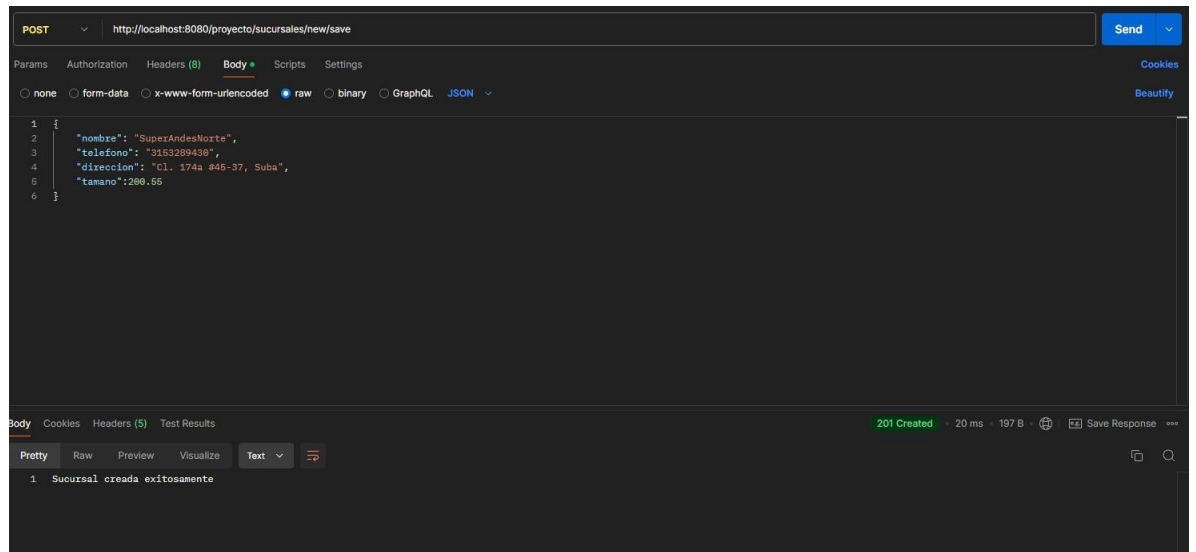 POST http://localhost:8080/proyecto/sucursales/new/save Send
Params Authorization Headers (8) Body Scripts Settings Cookies
none form-data x-www-form-urlencoded raw binary GraphQL JSON Beautify
1 {
2 "nombre": "SuperAndesNorte",
3 "telefono": "3153289430",
4 "direccion": "Cl. 174a #45-37, Suba",
5 "tamano":200.55
6 }
Body Cookies Headers (5) Test Results 201 Created 20 ms 197 B Save Response
Pretty Raw Preview Visualize Text
1 Sucursal creada exitosamente